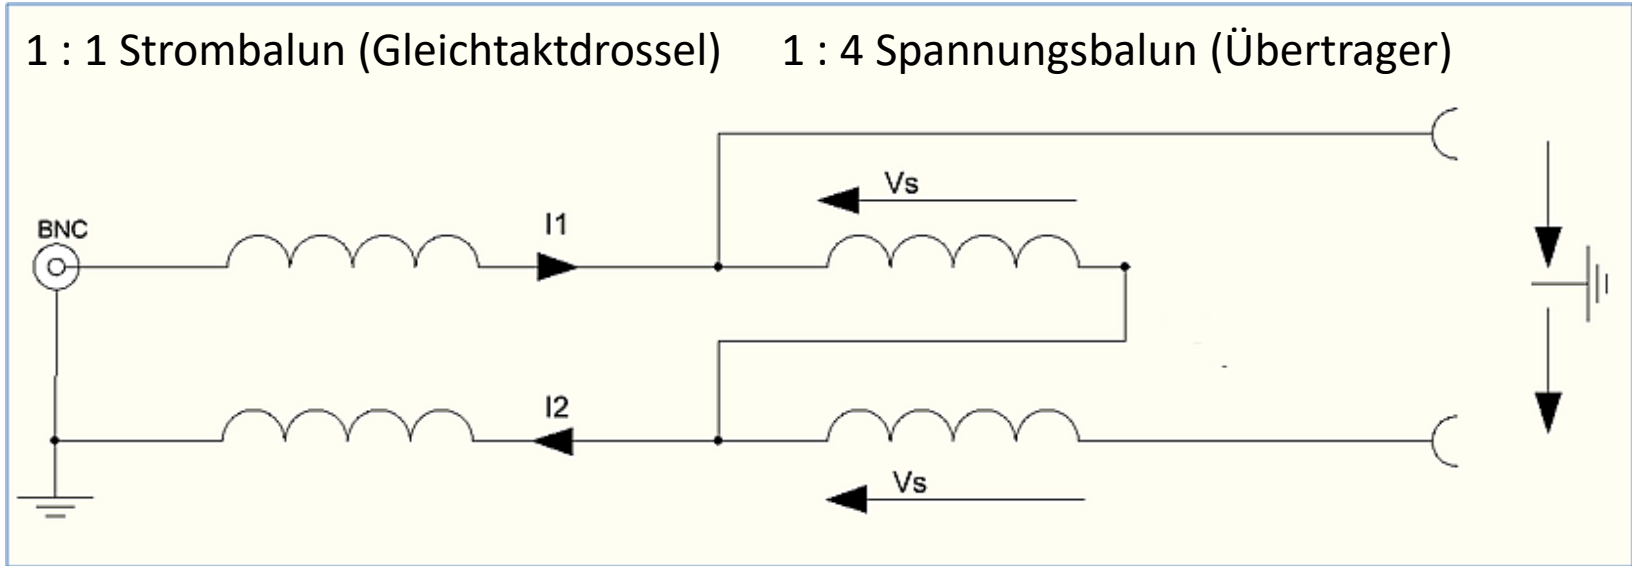 1 : 1 Strombalun (Gleichtaktdrossel) 1 : 4 Spannungsbalun (Übertrager)
Vs
BNC
I1
I2
Vs